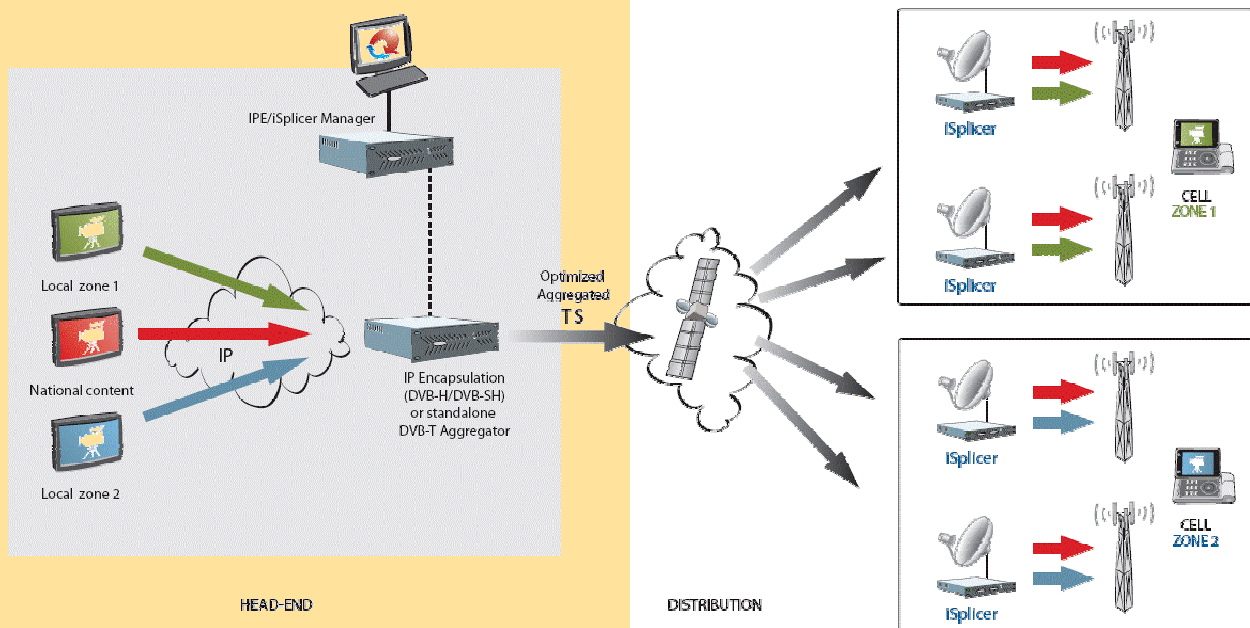 IPE/iSplicer Manager
Local zone 1
National content
Local zone 2
IP
IP Encapsulation
(DVB-H/DVB-SH)
or standalone
DVB-T Aggregator
Optimized
Aggregated
TS
HEAD-END
DISTRIBUTION
iSplicer
iSplicer
CELL
ZONE 1
iSplicer
iSplicer
CELL
ZONE 2